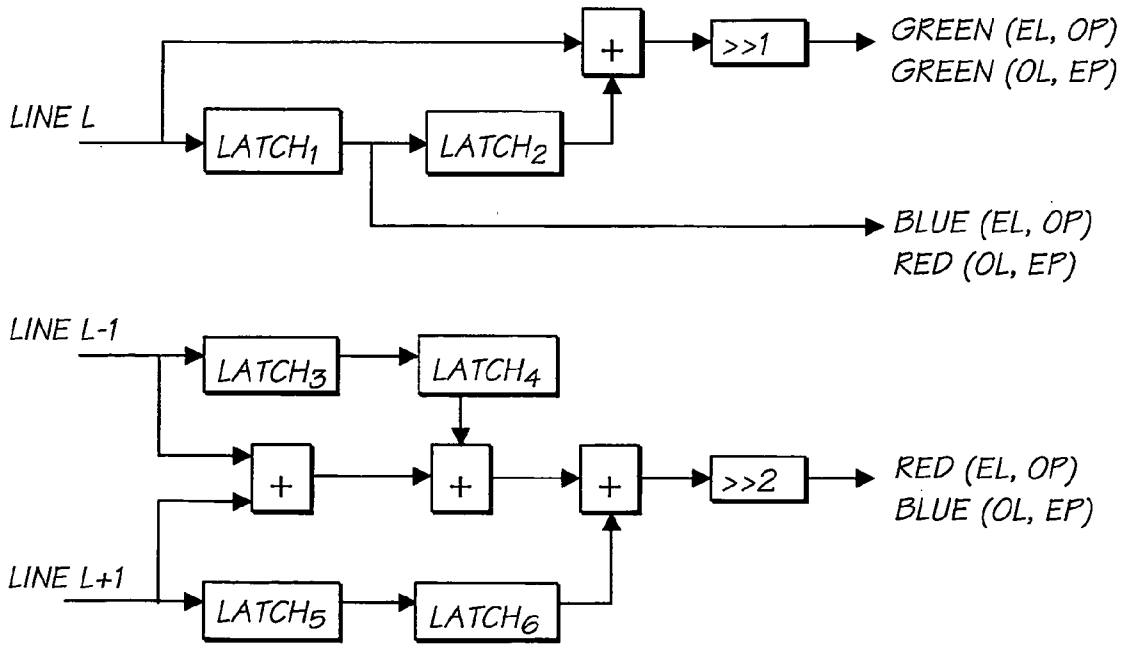 +
>>1
GREEN (EL, OP)
GREEN (OL, EP)
LINE L
LATCH1
LATCH2
BLUE (EL, OP)
RED (OL, EP)
LINE L-1
LATCH3
LATCH4
+
+
+
>>2
RED (EL, OP)
BLUE (OL, EP)
LINE L+1
LATCH5
LATCH6